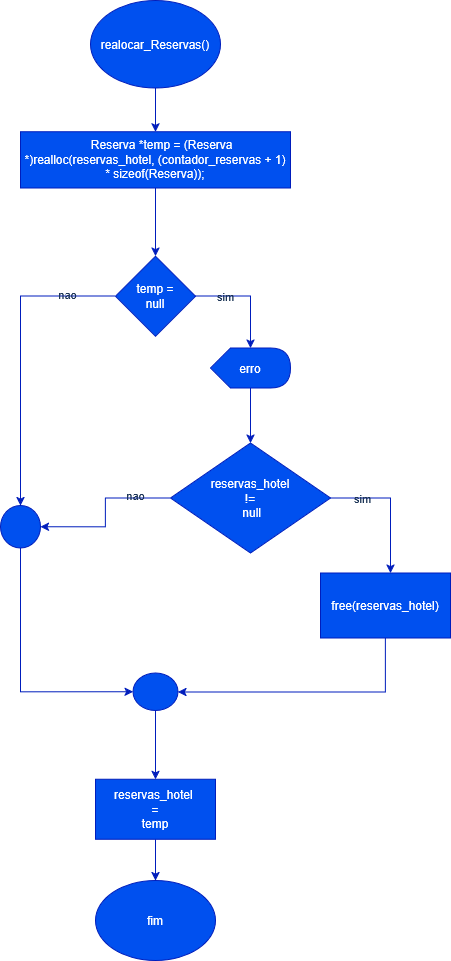 realocar_Reservas()
Reserva *temp = (Reserva
*)realloc(reservas_hotel, (contador_reservas + 1)
* sizeof(Reserva));
temp =
null
nao
sim
erro
reservas_hotel
!=
null
nao
sim
free(reservas_hotel)
reservas_hotel
=
temp
fim